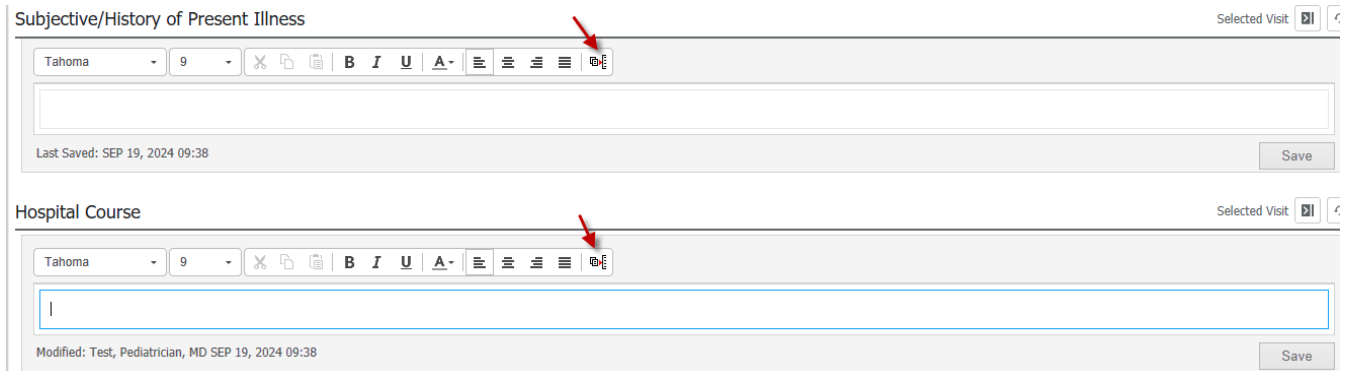 Subjective/History of Present Illness
Selected Visit
Tahoma 9 B I U A
Last Saved: SEP 19, 2024 09:38
Save
Hospital Course
Selected Visit
Tahoma 9 B I U A
Modified: Test, Pediatrician, MD SEP 19, 2024 09:38
Save